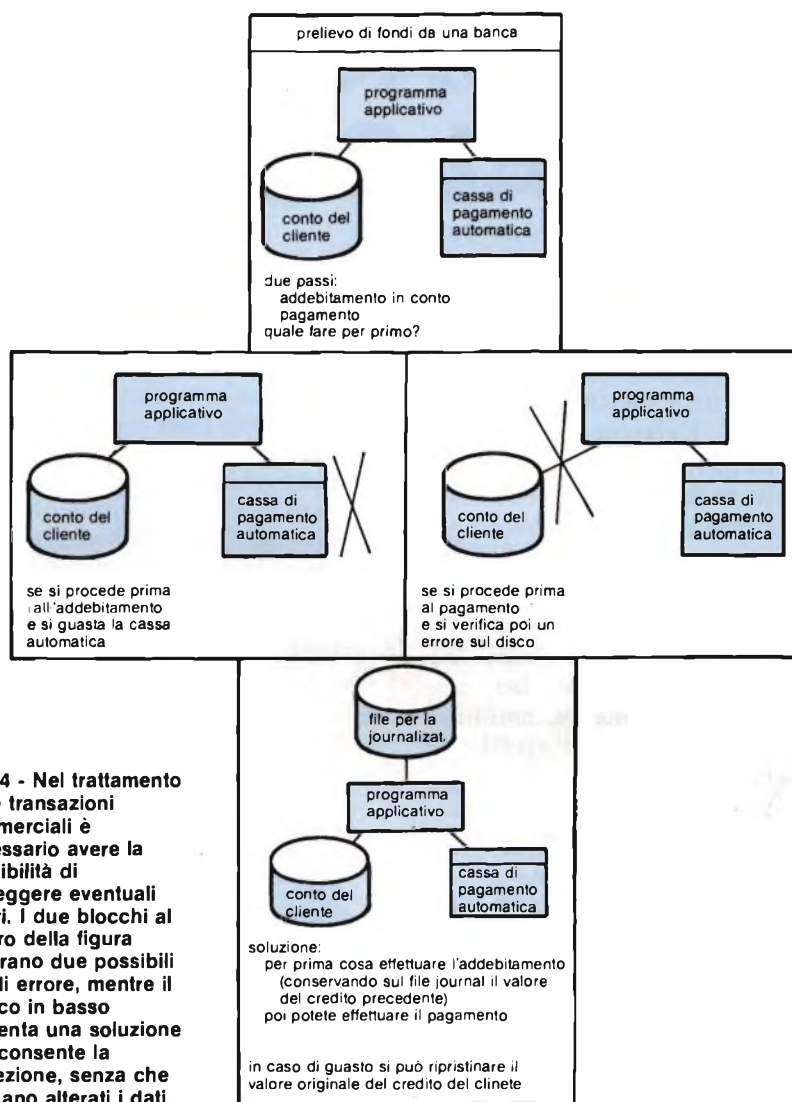 prelievo di fondi da una banca
programma
applicativo
conto del
cliente
cassa di
pagamento
automatica
due passi:
addebitamento in conto
pagamento
quale fare per primo?
programma
applicativo
conto del
cliente
cassa di
pagamento
automatica
se si procede prima
all'addebitamento
e si guasta la cassa
automatica
programma
applicativo
conto del
cliente
cassa di
pagamento
automatica
se si procede prima
al pagamento
e si verifica poi un
errore sul disco
file per la
journalizat.
programma
applicativo
conto del
cliente
cassa di
pagamento
automatica
soluzione:
per prima cosa effettuare l'addebitamento
(conservando sul file journal il valore
del credito precedente)
poi potete effettuare il pagamento
in caso di guasto si può ripristinare il
valore originale del credito del clinete
4 - Nel trattamento
e transazioni
merciali è
essario avere la
ibilità di
eggere eventuali
ri. I due blocchi al
ro della figura
rano due possibili
di errore, mentre il
co in basso
enta una soluzione
consente la
ezione, senza che
ano alterati i dati.